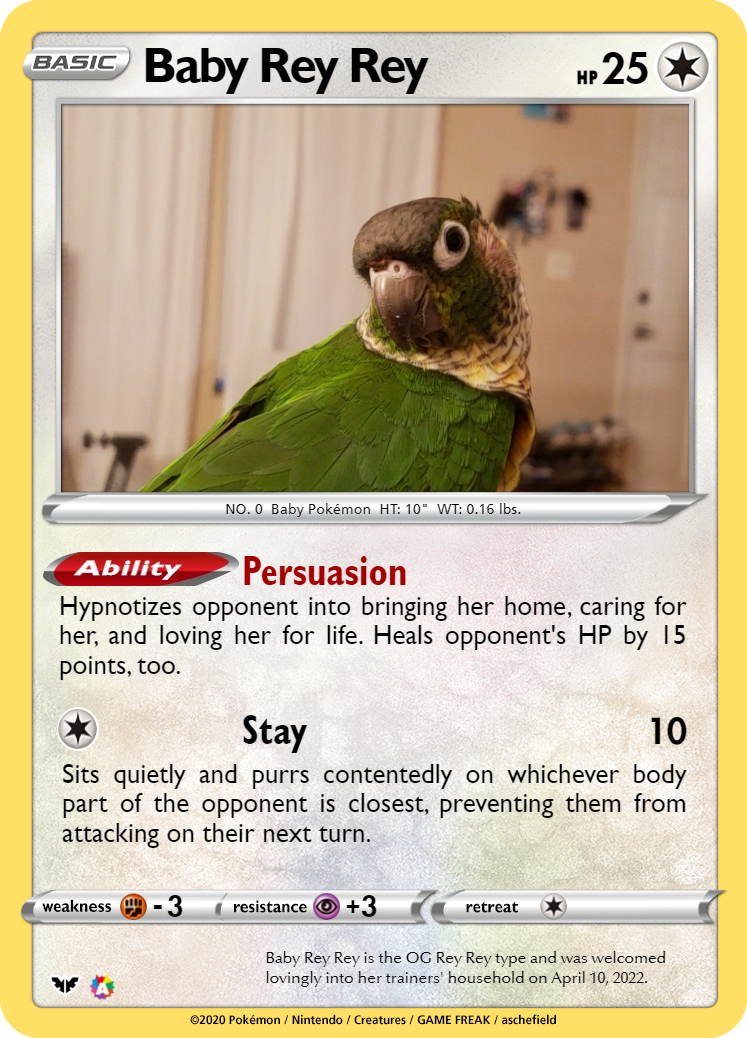 BASIC Baby Rey Rey HP 25
NO. 0 Baby Pokémon HT: 10" WT: 0.16 lbs.
Ability Persuasion
Hypnotizes opponent into bringing her home, caring for
her, and loving her for life. Heals opponent's HP by 15
points, too.
Stay 10
Sits quietly and purrs contentedly on whichever body
part of the opponent is closest, preventing them from
attacking on their next turn.
weakness - 3 resistance +3 retreat
Baby Rey Rey is the OG Rey Rey type and was welcomed
lovingly into her trainers' household on April 10, 2022.
A
©2020 Pokémon / Nintendo / Creatures / GAME FREAK / aschefield